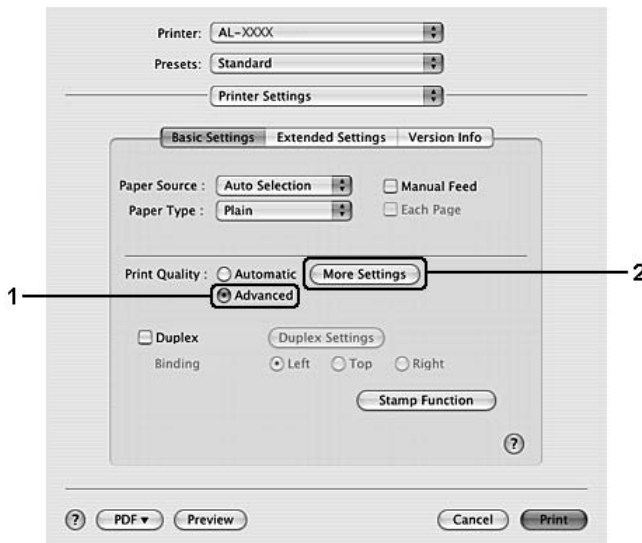 Printer: AL-XXXX
Presets: Standard
Printer Settings
Basic Settings Extended Settings Version Info
Paper Source : Auto Selection Manual Feed
Paper Type : Plain Each Page
Print Quality : Automatic More Settings 2
1 Advanced
Duplex Duplex Settings
Binding Left Top Right
Stamp Function
?
? PDF ▼ Preview Cancel Print